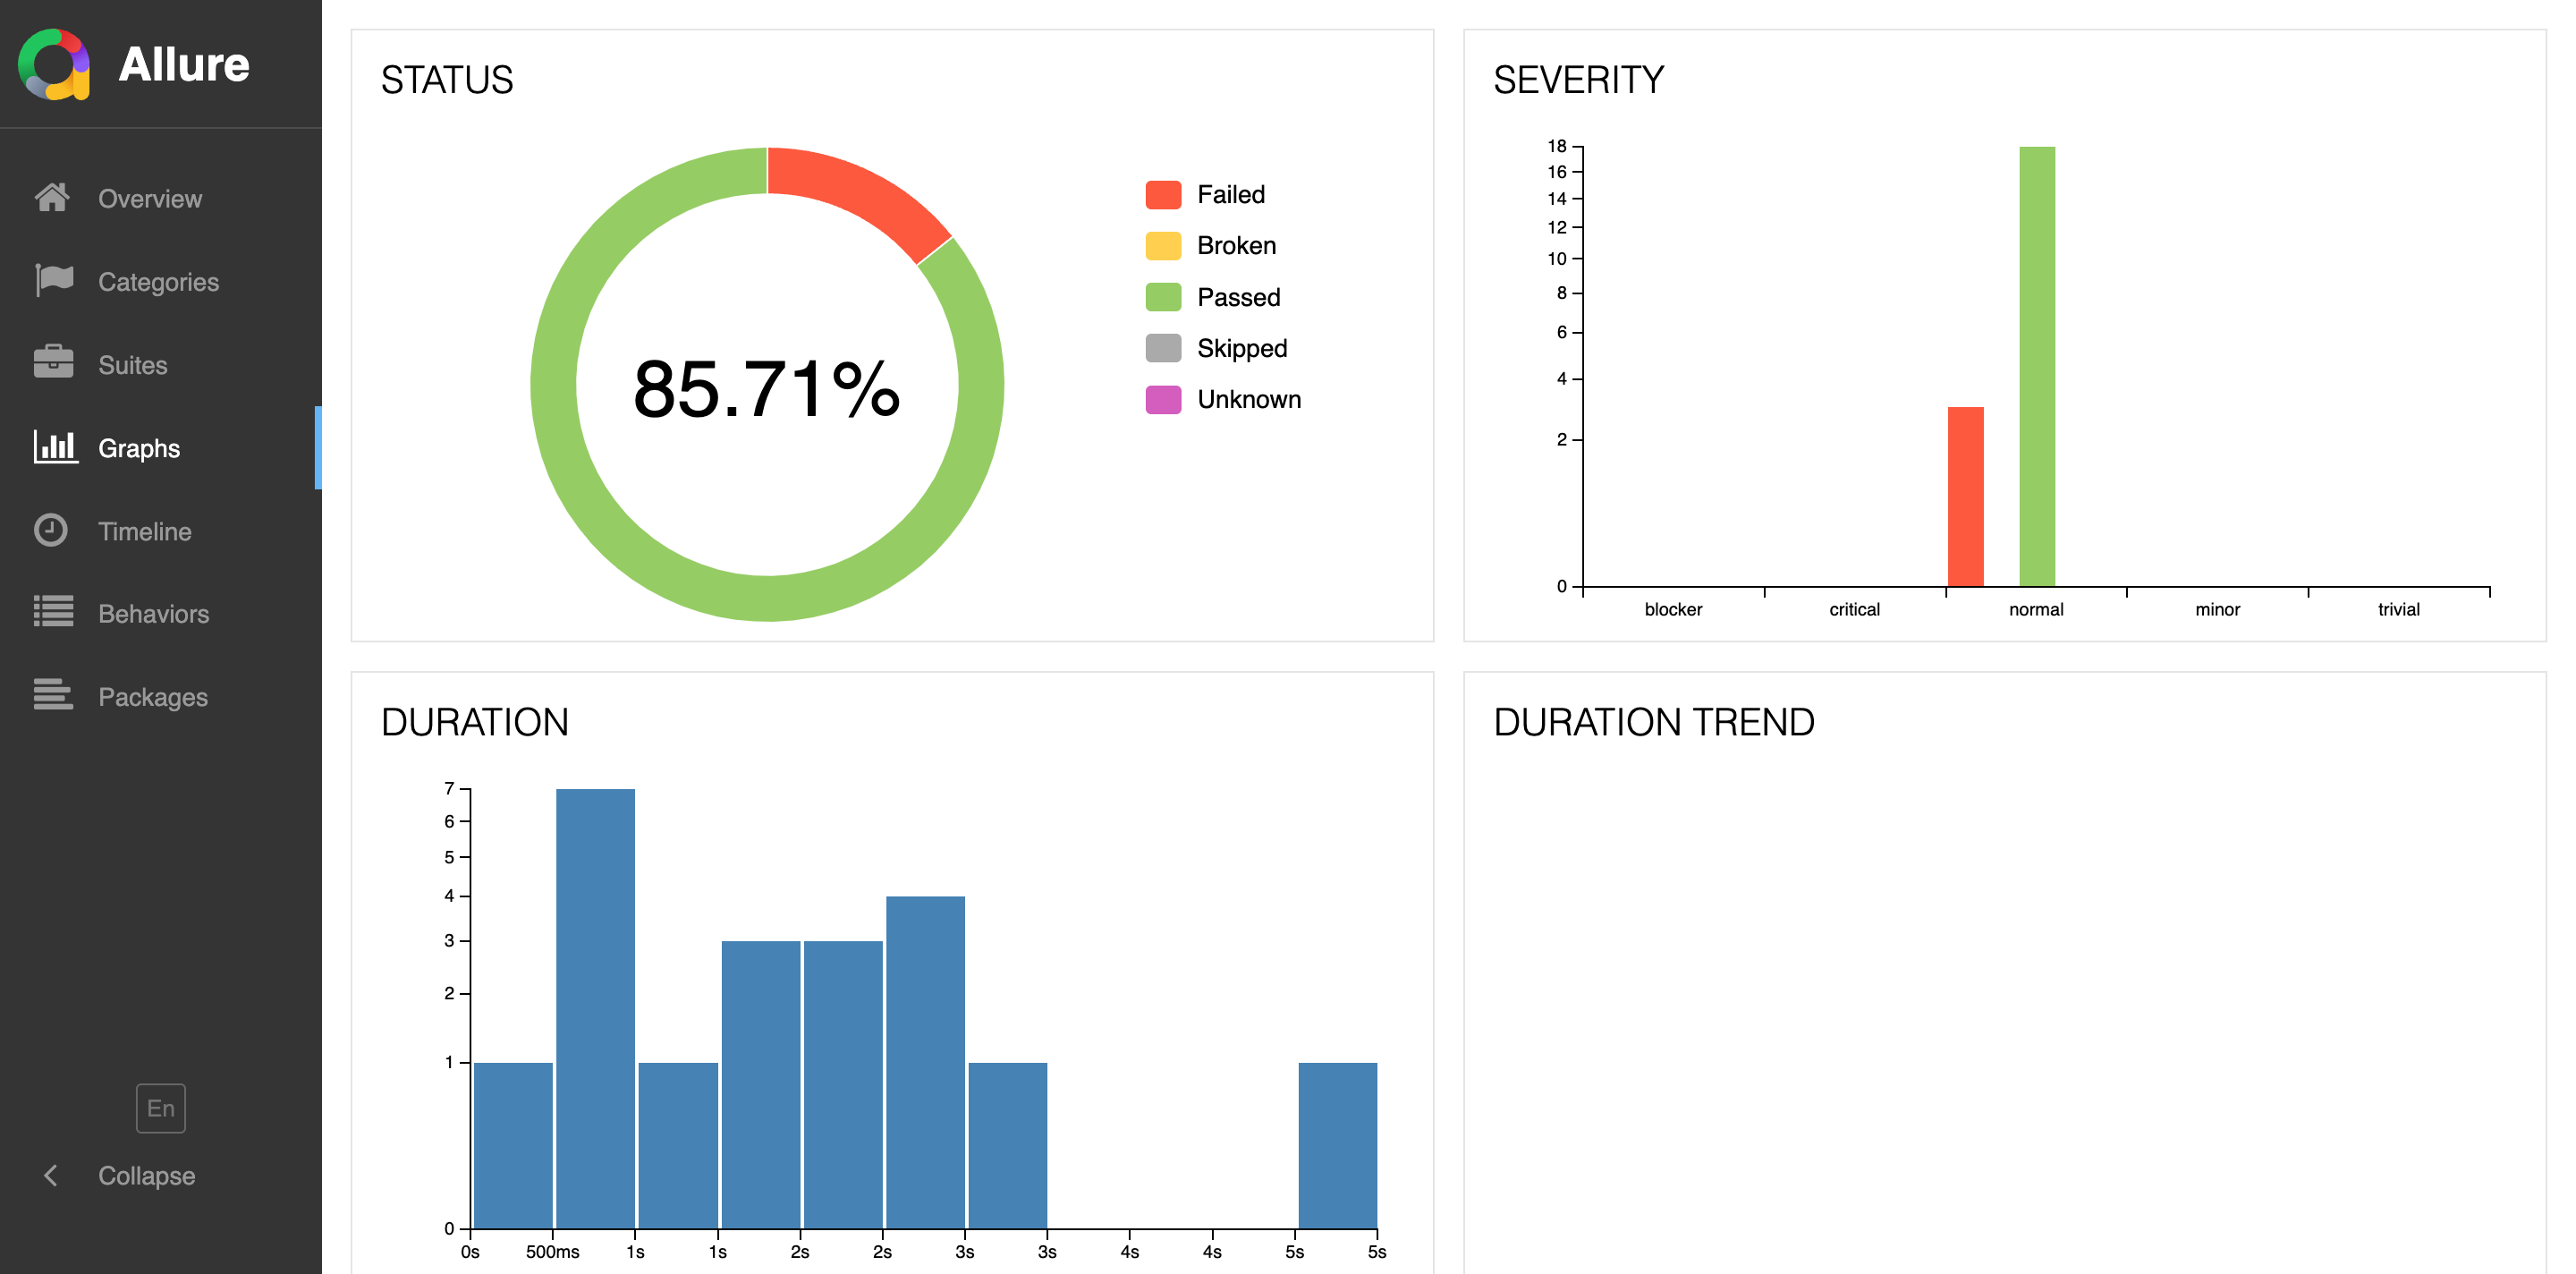 Allure
Overview
Categories
Suites
Graphs
Timeline
Behaviors
Packages
En
Collapse
STATUS
85.71%
Failed
Broken
Passed
Skipped
Unknown
SEVERITY
18
16
14
12
10
8
6
4
2
0
blocker critical normal minor trivial
DURATION
7
6
5
4
3
2
1
0
0s 500ms 1s 1s 2s 2s 3s 3s 4s 4s 5s 5s
DURATION TREND